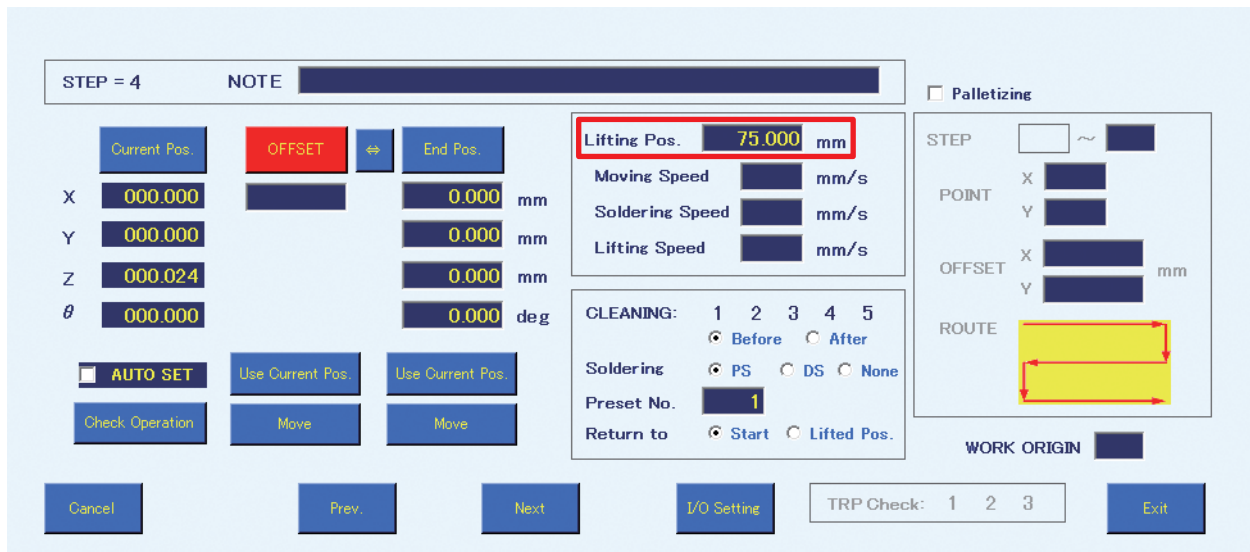 STEP = 4 NOTE
Palletizing
Current Pos. OFFSET ⇔ End Pos.
X 000.000 0.000 mm
Y 000.000 0.000 mm
Z 000.024 0.000 mm
θ 000.000 0.000 deg
AUTO SET Use Current Pos. Use Current Pos.
Check Operation Move Move
Lifting Pos. 75.000 mm
Moving Speed mm/s
Soldering Speed mm/s
Lifting Speed mm/s
CLEANING: 1 2 3 4 5
Before After
Soldering PS DS None
Preset No. 1
Return to Start Lifted Pos.
STEP ~
POINT X
Y
OFFSET X
Y mm
ROUTE
WORK ORIGIN
Cancel Prev. Next I/O Setting TRP Check: 1 2 3 Exit